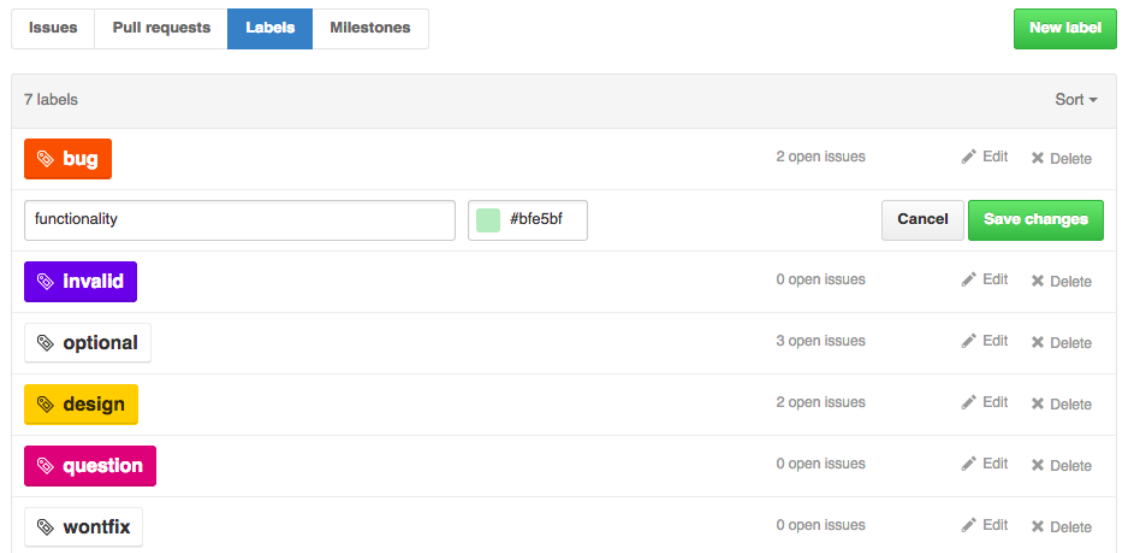 Issues Pull requests Labels Milestones New label
7 labels Sort
bug 2 open issues Edit Delete
functionality #bfe5bf Cancel Save changes
invalid 0 open issues Edit Delete
optional 3 open issues Edit Delete
design 2 open issues Edit Delete
question 0 open issues Edit Delete
wontfix 0 open issues Edit Delete